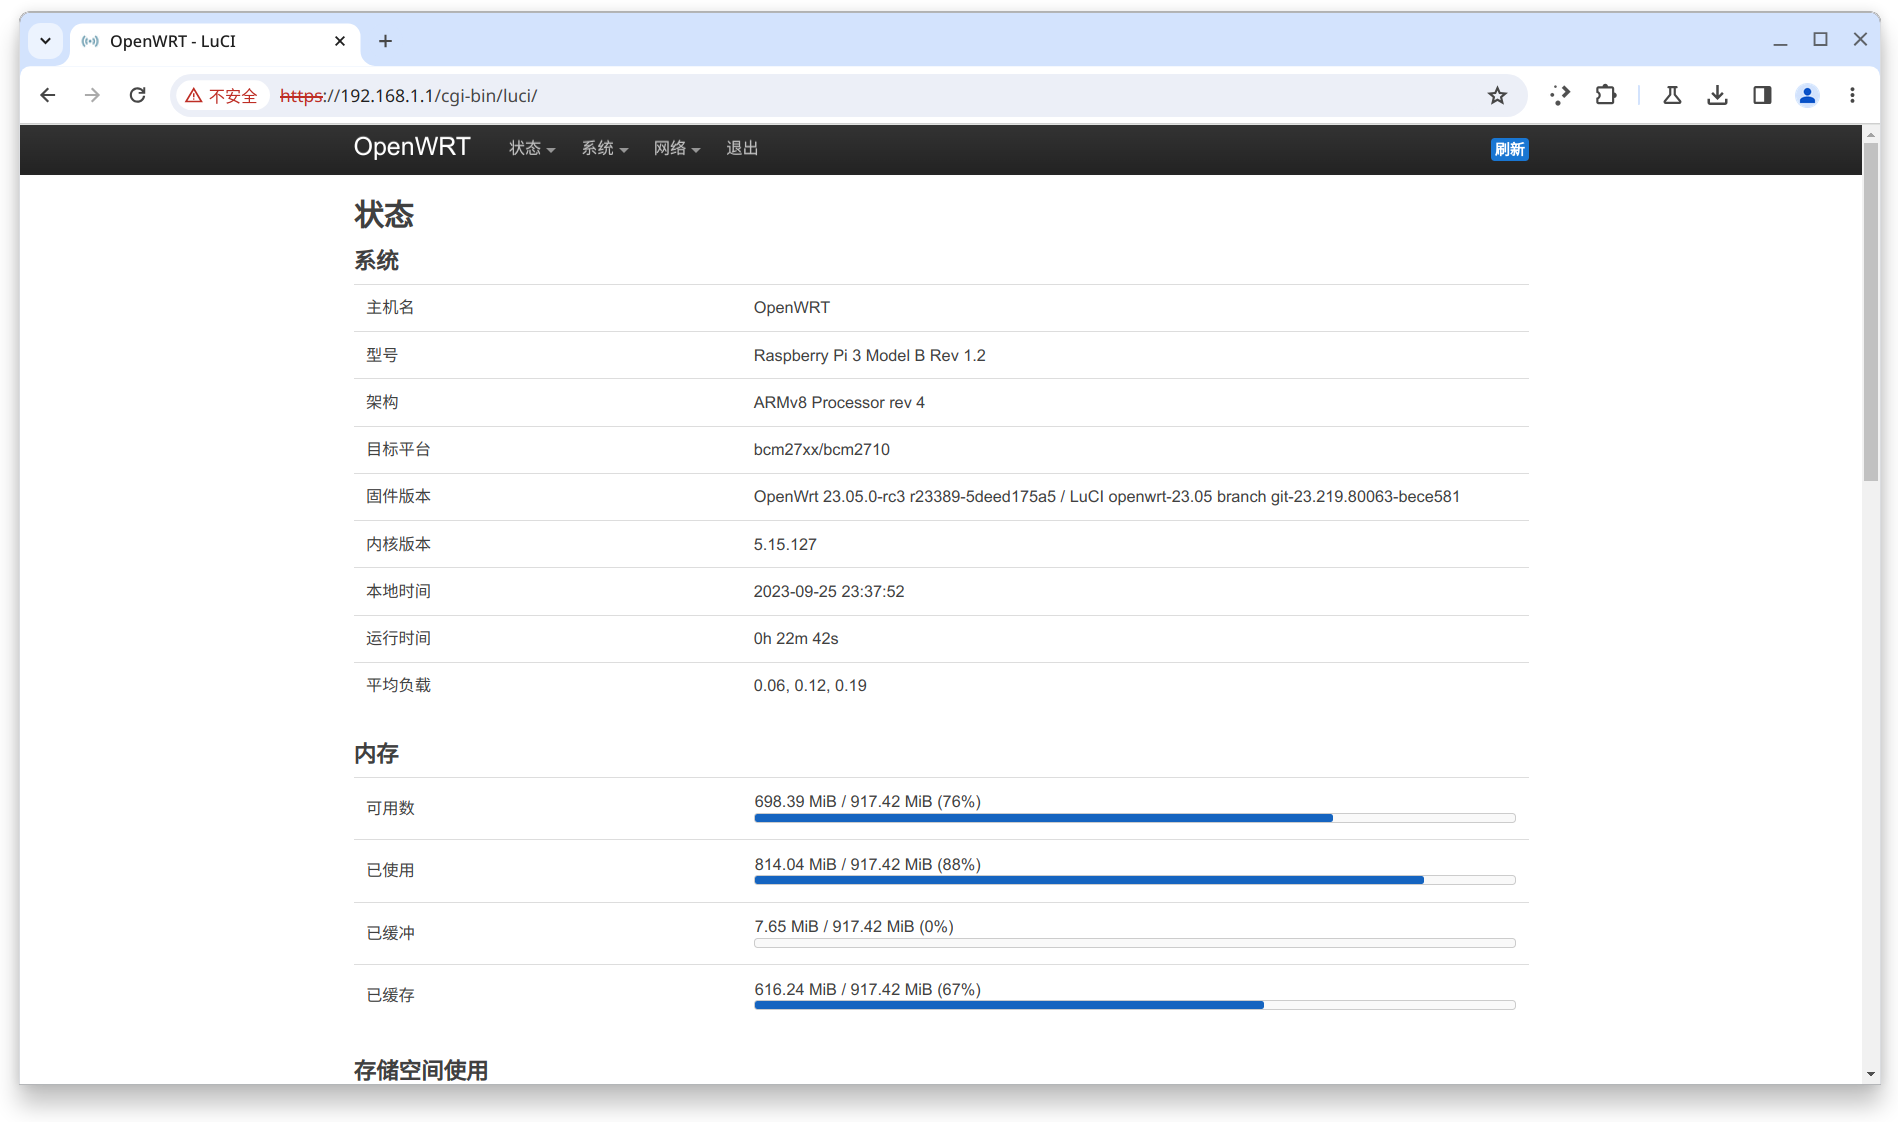 OpenWRT - LuCI
不安全 https://192.168.1.1/cgi-bin/luci/
OpenWRT 状态 系统 网络 退出 刷新
状态
系统
主机名 OpenWRT
型号 Raspberry Pi 3 Model B Rev 1.2
架构 ARMv8 Processor rev 4
目标平台 bcm27xx/bcm2710
固件版本 OpenWrt 23.05.0-rc3 r23389-5deed175a5 / LuCI openwrt-23.05 branch git-23.219.80063-bece581
内核版本 5.15.127
本地时间 2023-09-25 23:37:52
运行时间 0h 22m 42s
平均负载 0.06, 0.12, 0.19
内存
可用数 698.39 MiB / 917.42 MiB (76%)
已使用 814.04 MiB / 917.42 MiB (88%)
已缓冲 7.65 MiB / 917.42 MiB (0%)
已缓存 616.24 MiB / 917.42 MiB (67%)
存储空间使用